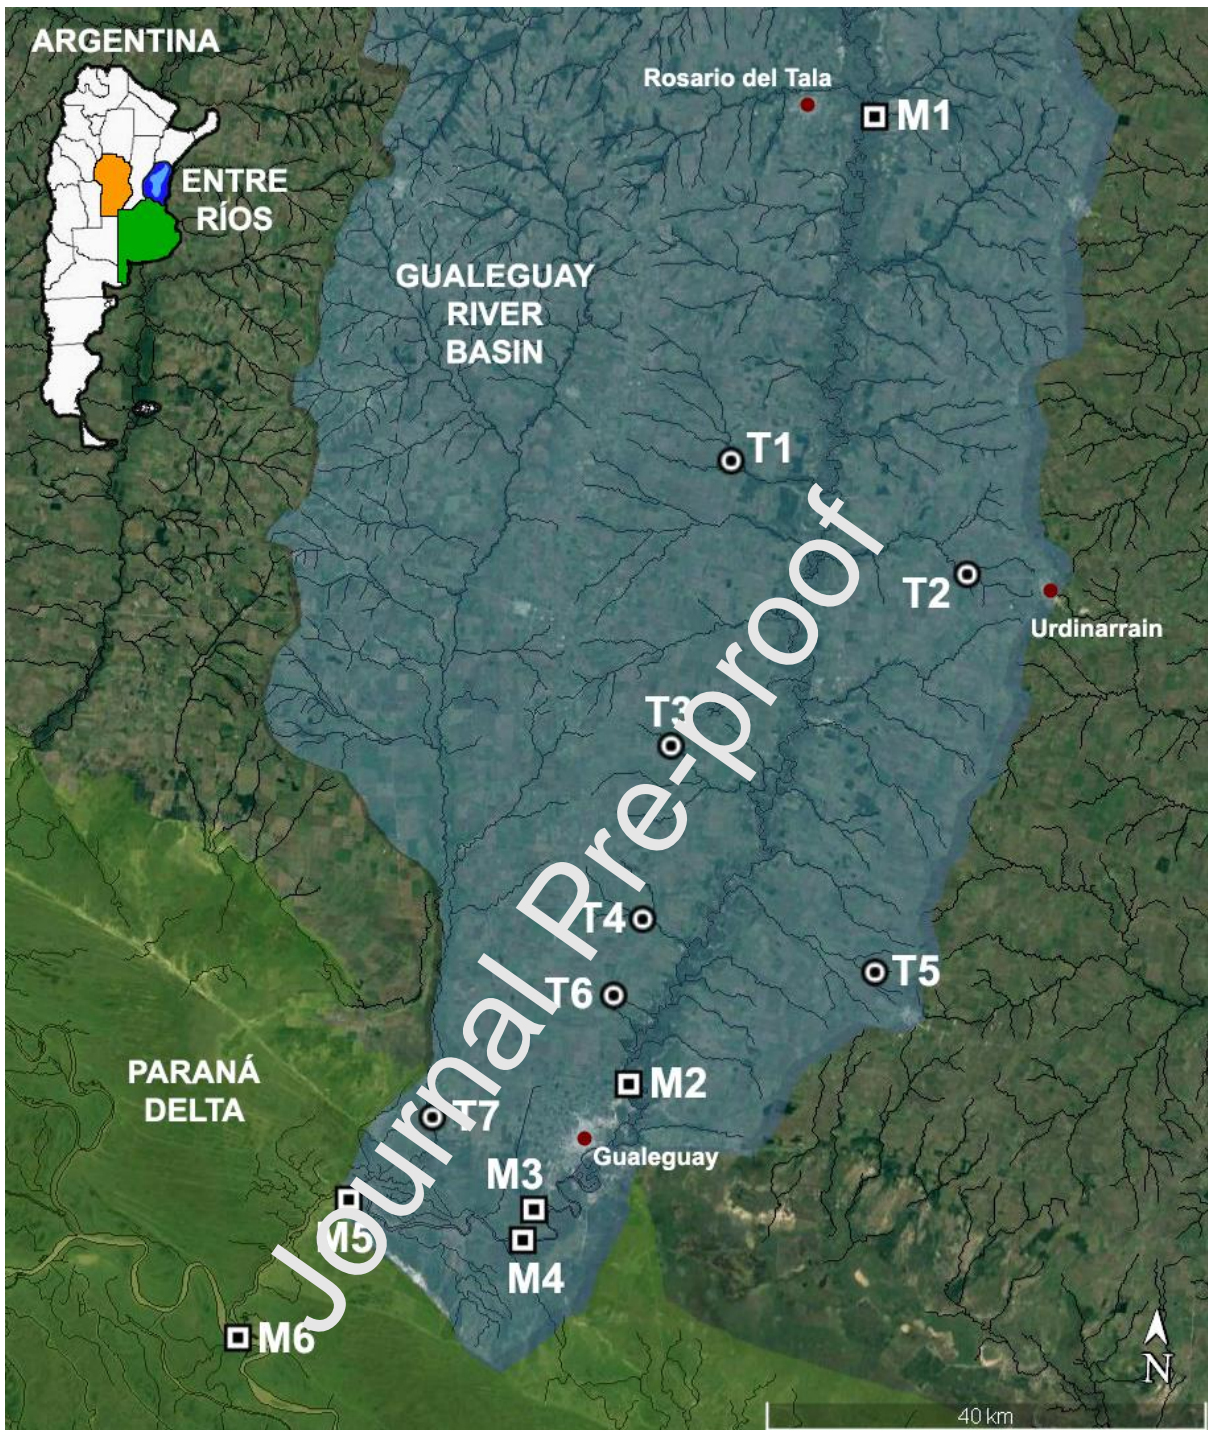 ARGENTINA
Rosario del Tala
M1
ENTRE
RÍOS
GUALEGUAY
RIVER
BASIN
T1
T2
Urdinarrain
T3
T4
T5
T6
PARANÁ
DELTA
M2
T7
Gualeguay
M3
M5
M4
M6
N
40 km
Journal Pre-proof